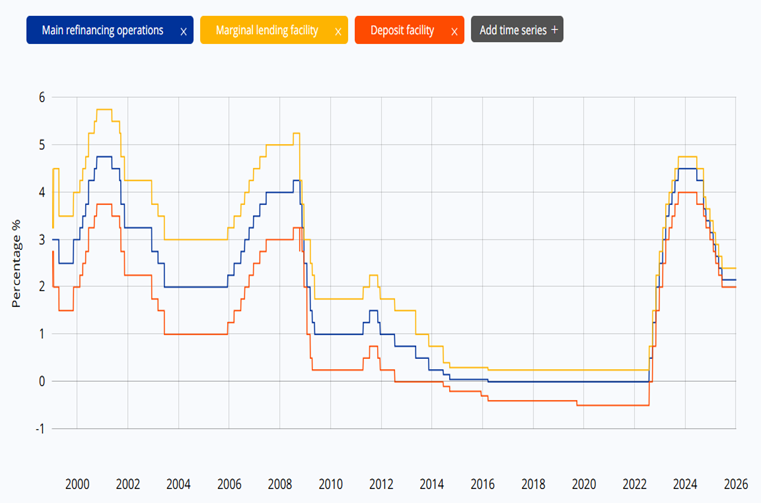 Main refinancing operations x Marginal lending facility x Deposit facility x Add time series +
6
5
4
3
2
1
0
-1
Percentage %
2000 2002 2004 2006 2008 2010 2012 2014 2016 2018 2020 2022 2024 2026